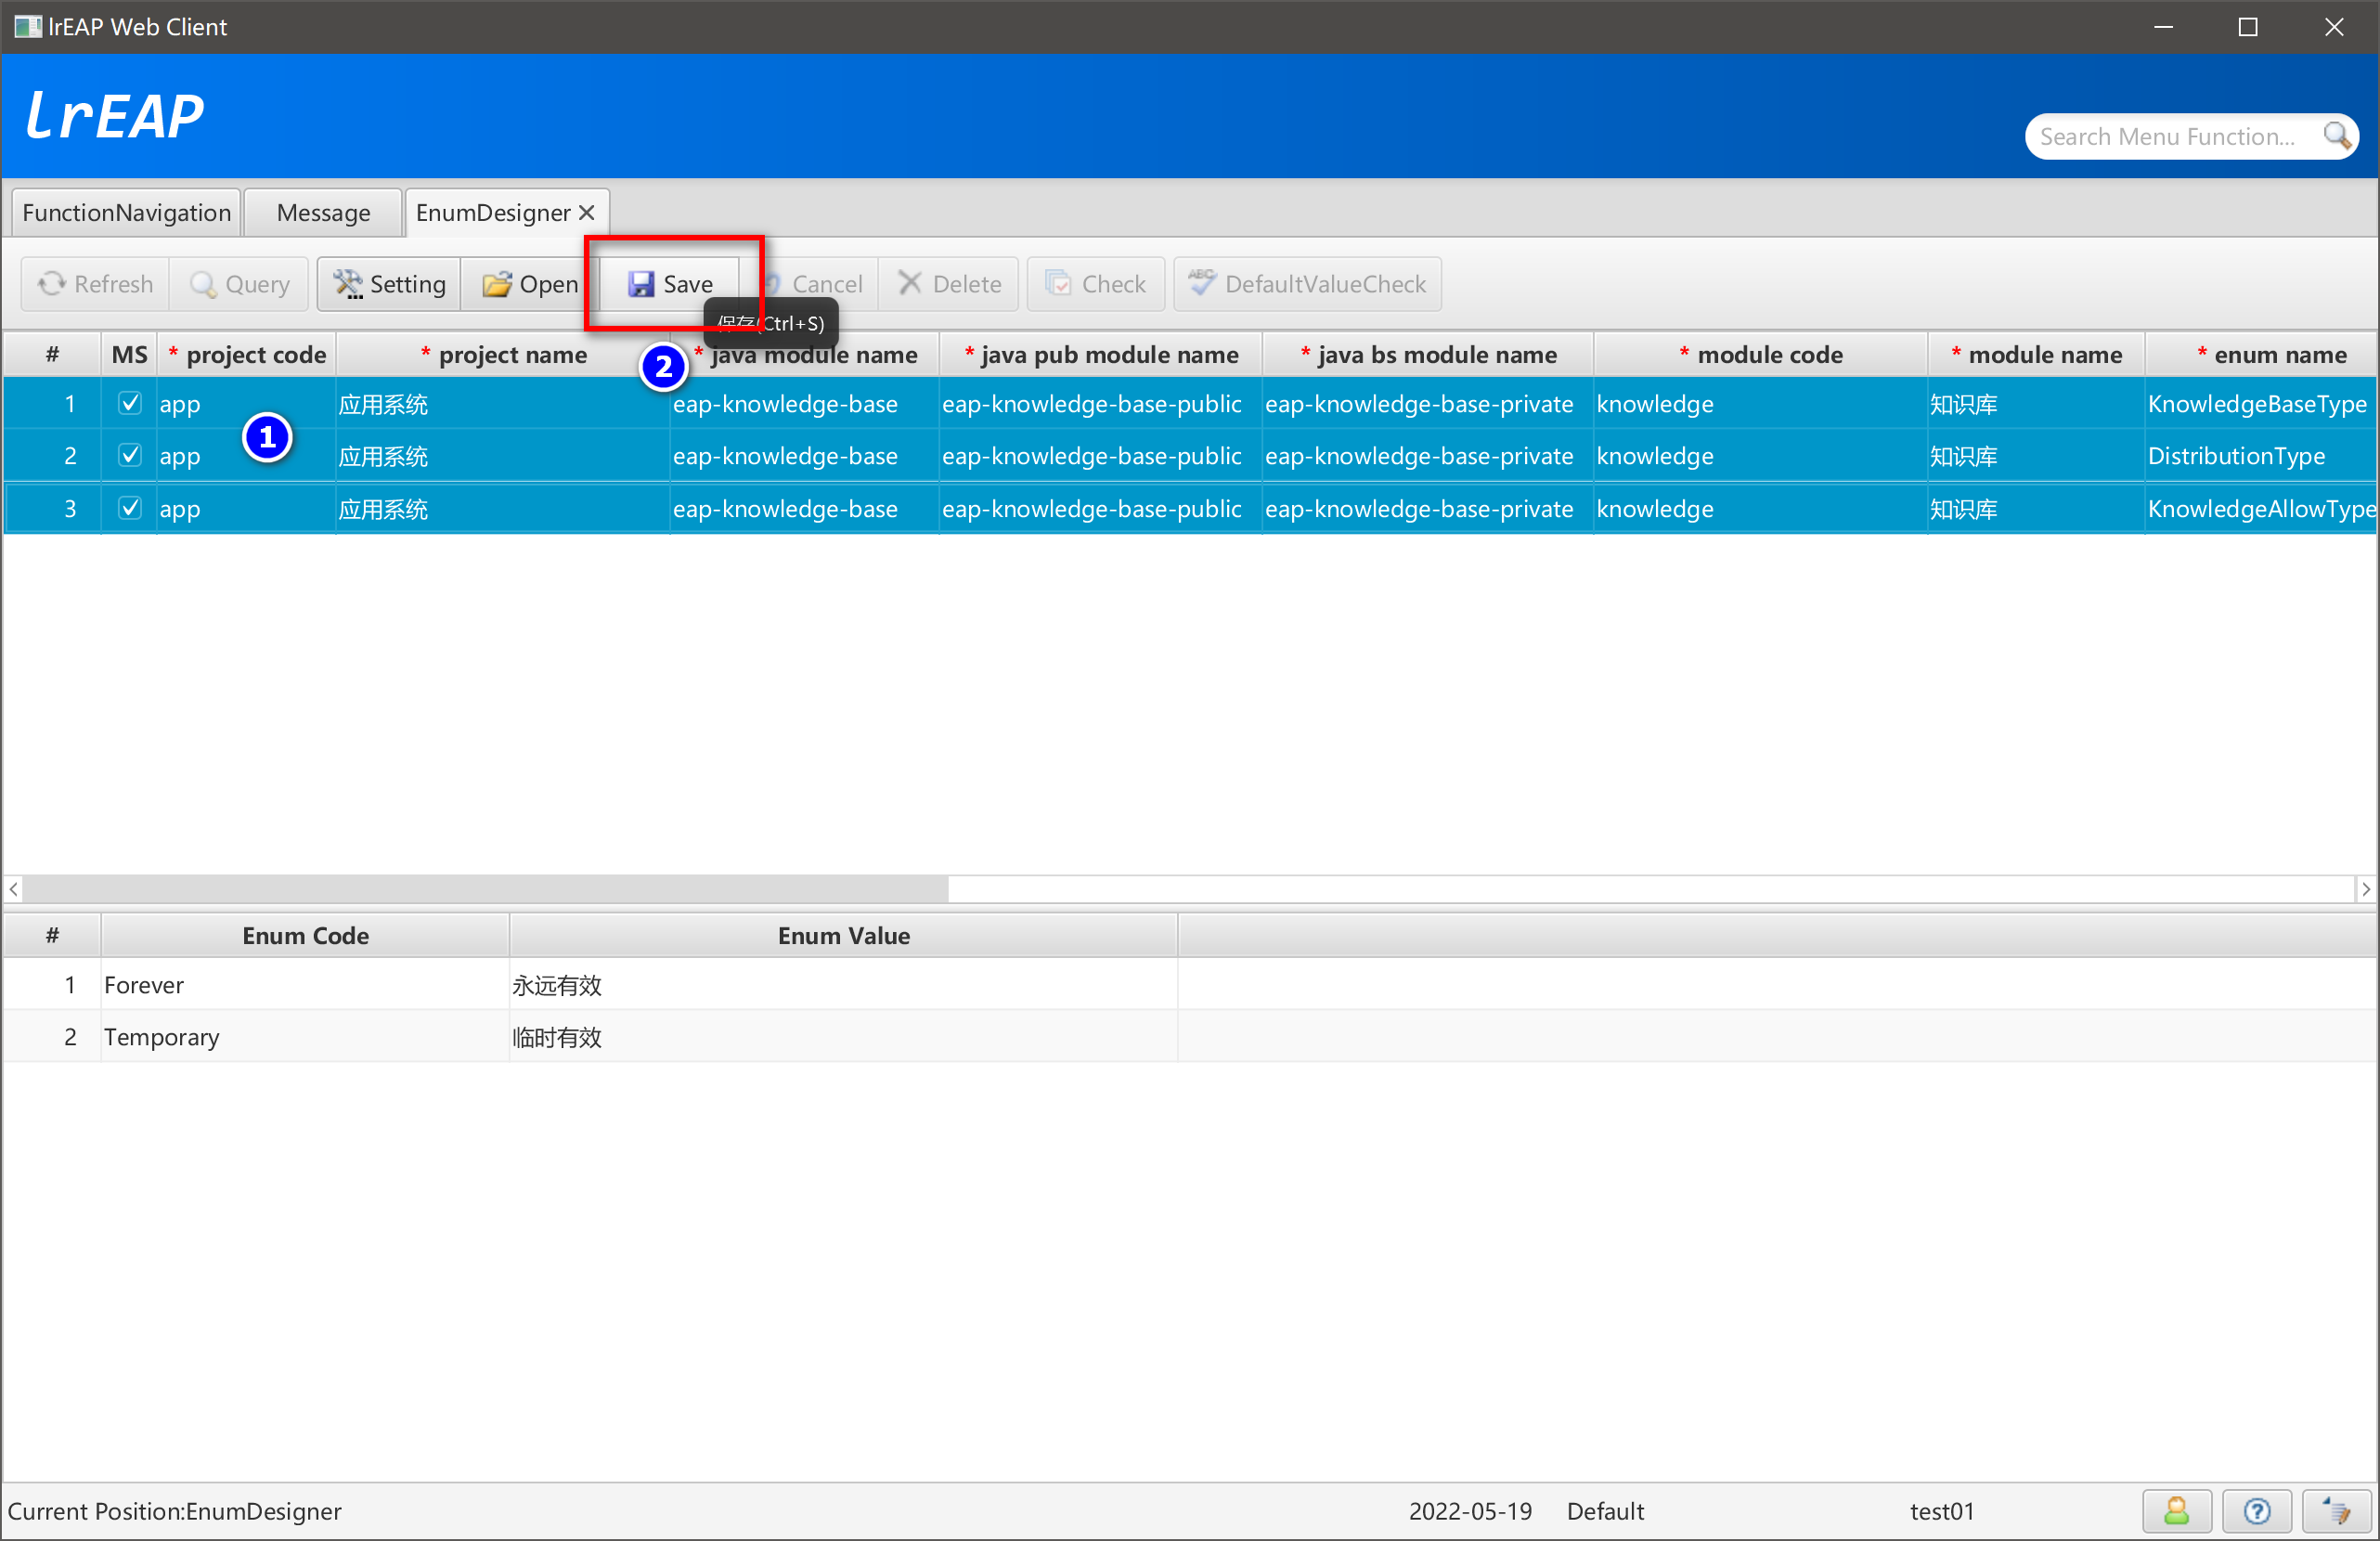 lrEAP Web Client
lrEAP
Search Menu Function...
FunctionNavigation Message EnumDesigner
Refresh Query Setting Open Save Cancel Delete Check DefaultValueCheck
保存(Ctrl+S)
# MS * project code * project name * java module name * java pub module name * java bs module name * module code * module name * enum name
2
1 app 应用系统 eap-knowledge-base eap-knowledge-base-public eap-knowledge-base-private knowledge 知识库 KnowledgeBaseType
1
2 app 应用系统 eap-knowledge-base eap-knowledge-base-public eap-knowledge-base-private knowledge 知识库 DistributionType
3 app 应用系统 eap-knowledge-base eap-knowledge-base-public eap-knowledge-base-private knowledge 知识库 KnowledgeAllowType
# Enum Code Enum Value
1 Forever 永远有效
2 Temporary 临时有效
Current Position:EnumDesigner 2022-05-19 Default test01